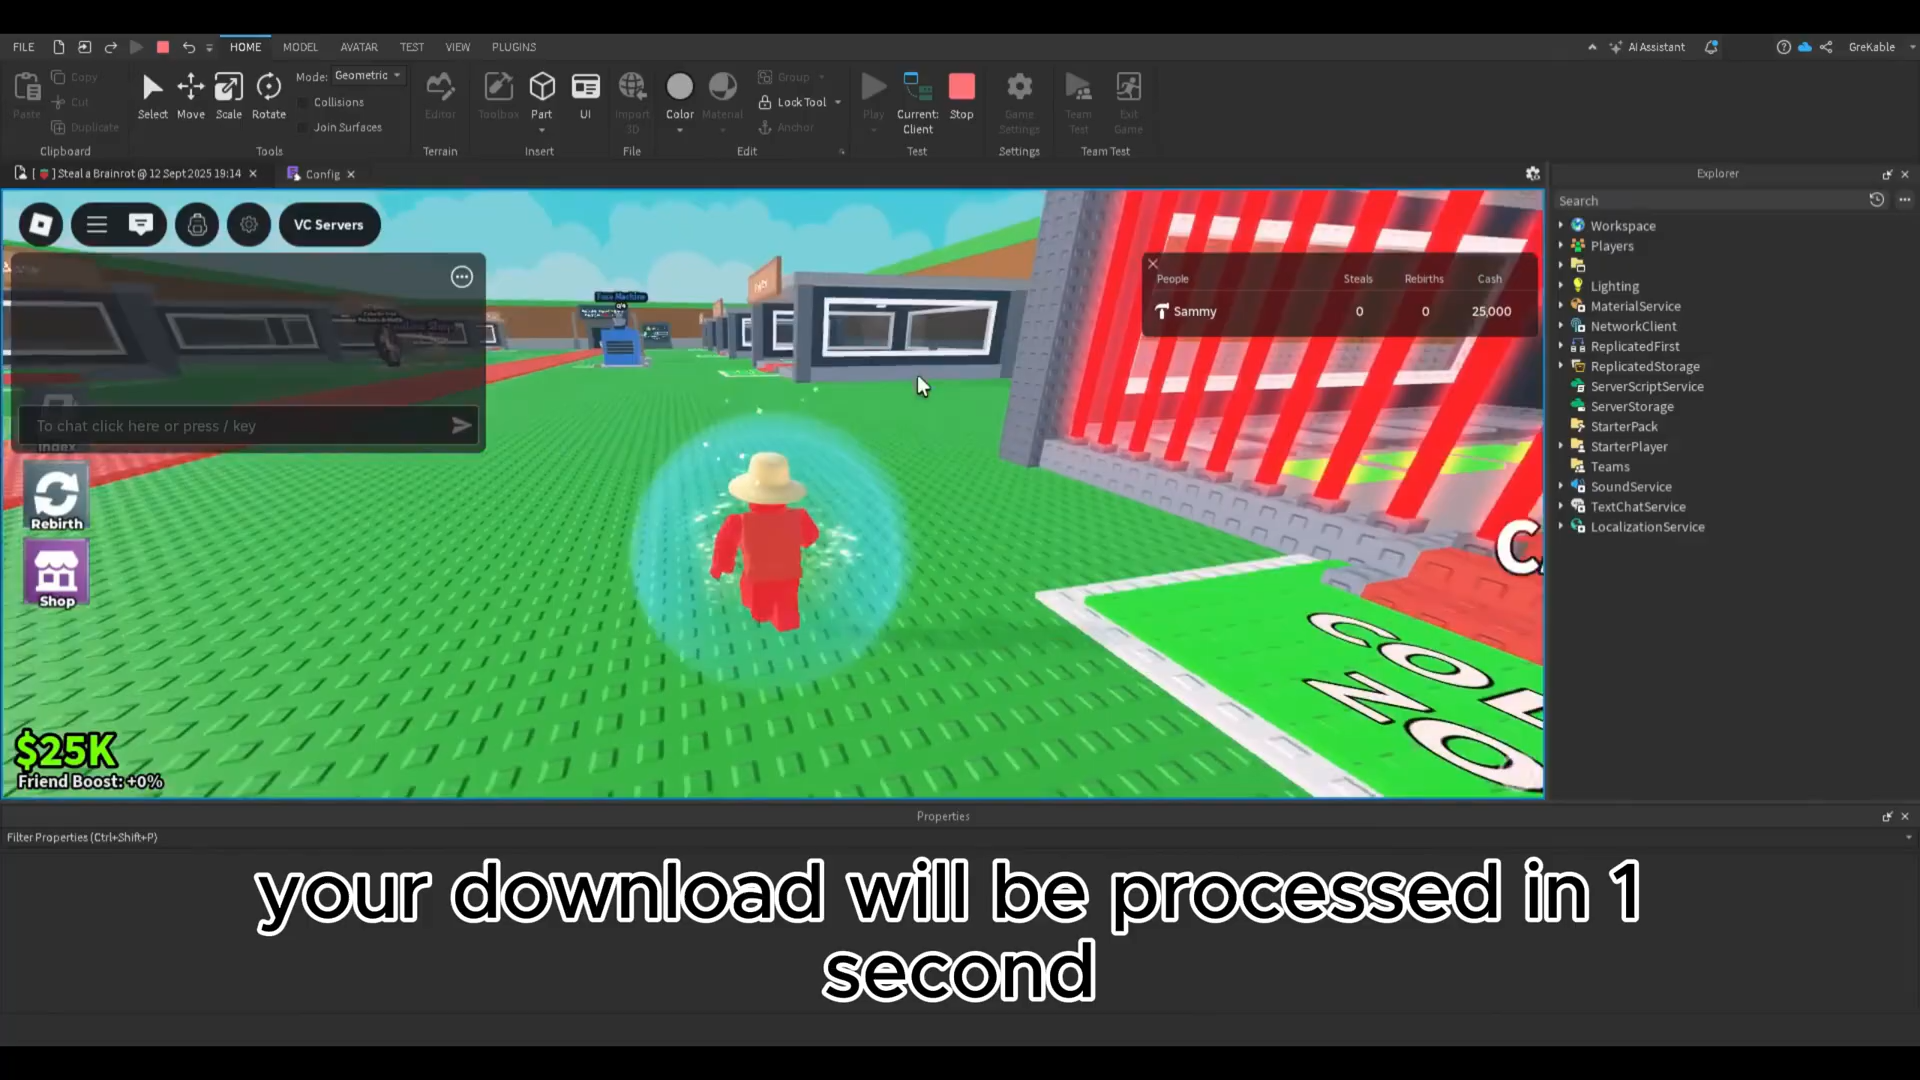 FILE HOME MODEL AVATAR TEST VIEW PLUGINS AI Assistant GreKable
Paste Copy Cut Duplicate Clipboard
Select Move Scale Rotate Mode: Geometric Collisions Join Surfaces Tools
Editor Terrain
Toolbox Part UI Insert
Import 3D File
Color Material Group Lock Tool Anchor Edit
Play Current: Client Stop Test
Game Settings Settings
Team Test Exit Game Team Test
[ ] Steal a Brainrot @ 12 Sept 2025 19:14 Config
VC Servers
To chat click here or press / key
Index
Rebirth
Shop
$25K
Friend Boost: +0%
Fuse Machine
People Steals Rebirths Cash
Sammy 0 0 25,000
COL
ZO
C
Explorer
Search
Workspace
Players
Lighting
MaterialService
NetworkClient
ReplicatedFirst
ReplicatedStorage
ServerScriptService
ServerStorage
StarterPack
StarterPlayer
Teams
SoundService
TextChatService
LocalizationService
Properties
Filter Properties (Ctrl+Shift+P)
your download will be processed in 1
second